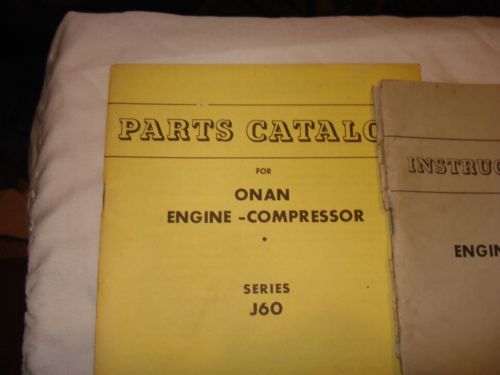 PARTS CATALO
FOR
ONAN
ENGINE -COMPRESSOR
SERIES
J60
INSTRUC
ENGIN